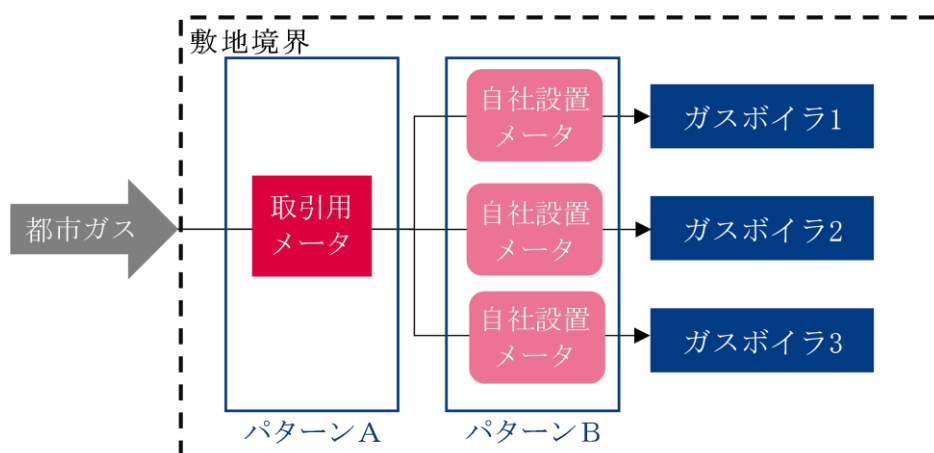 敷地境界
都市ガス
取引用
メータ
自社設置
メータ
自社設置
メータ
自社設置
メータ
ガスボイラ1
ガスボイラ2
ガスボイラ3
パターンA
パターンB